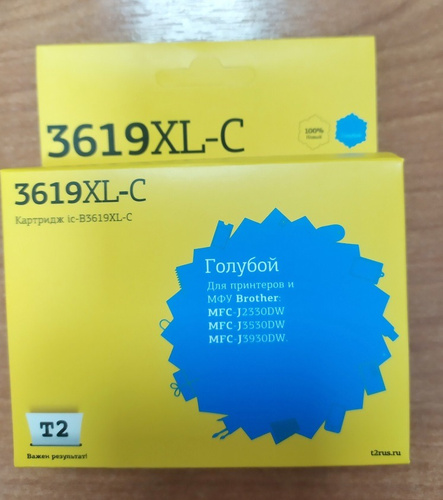 3619XL-C
100%
Новый
3619XL-C
Картридж ic-B3619XL-C
Голубой
Для принтеров и
МФУ Brother:
MFC-J2330DW
MFC-J3530DW
MFC-J3930DW.
T2
Важен результат!
t2rus.ru